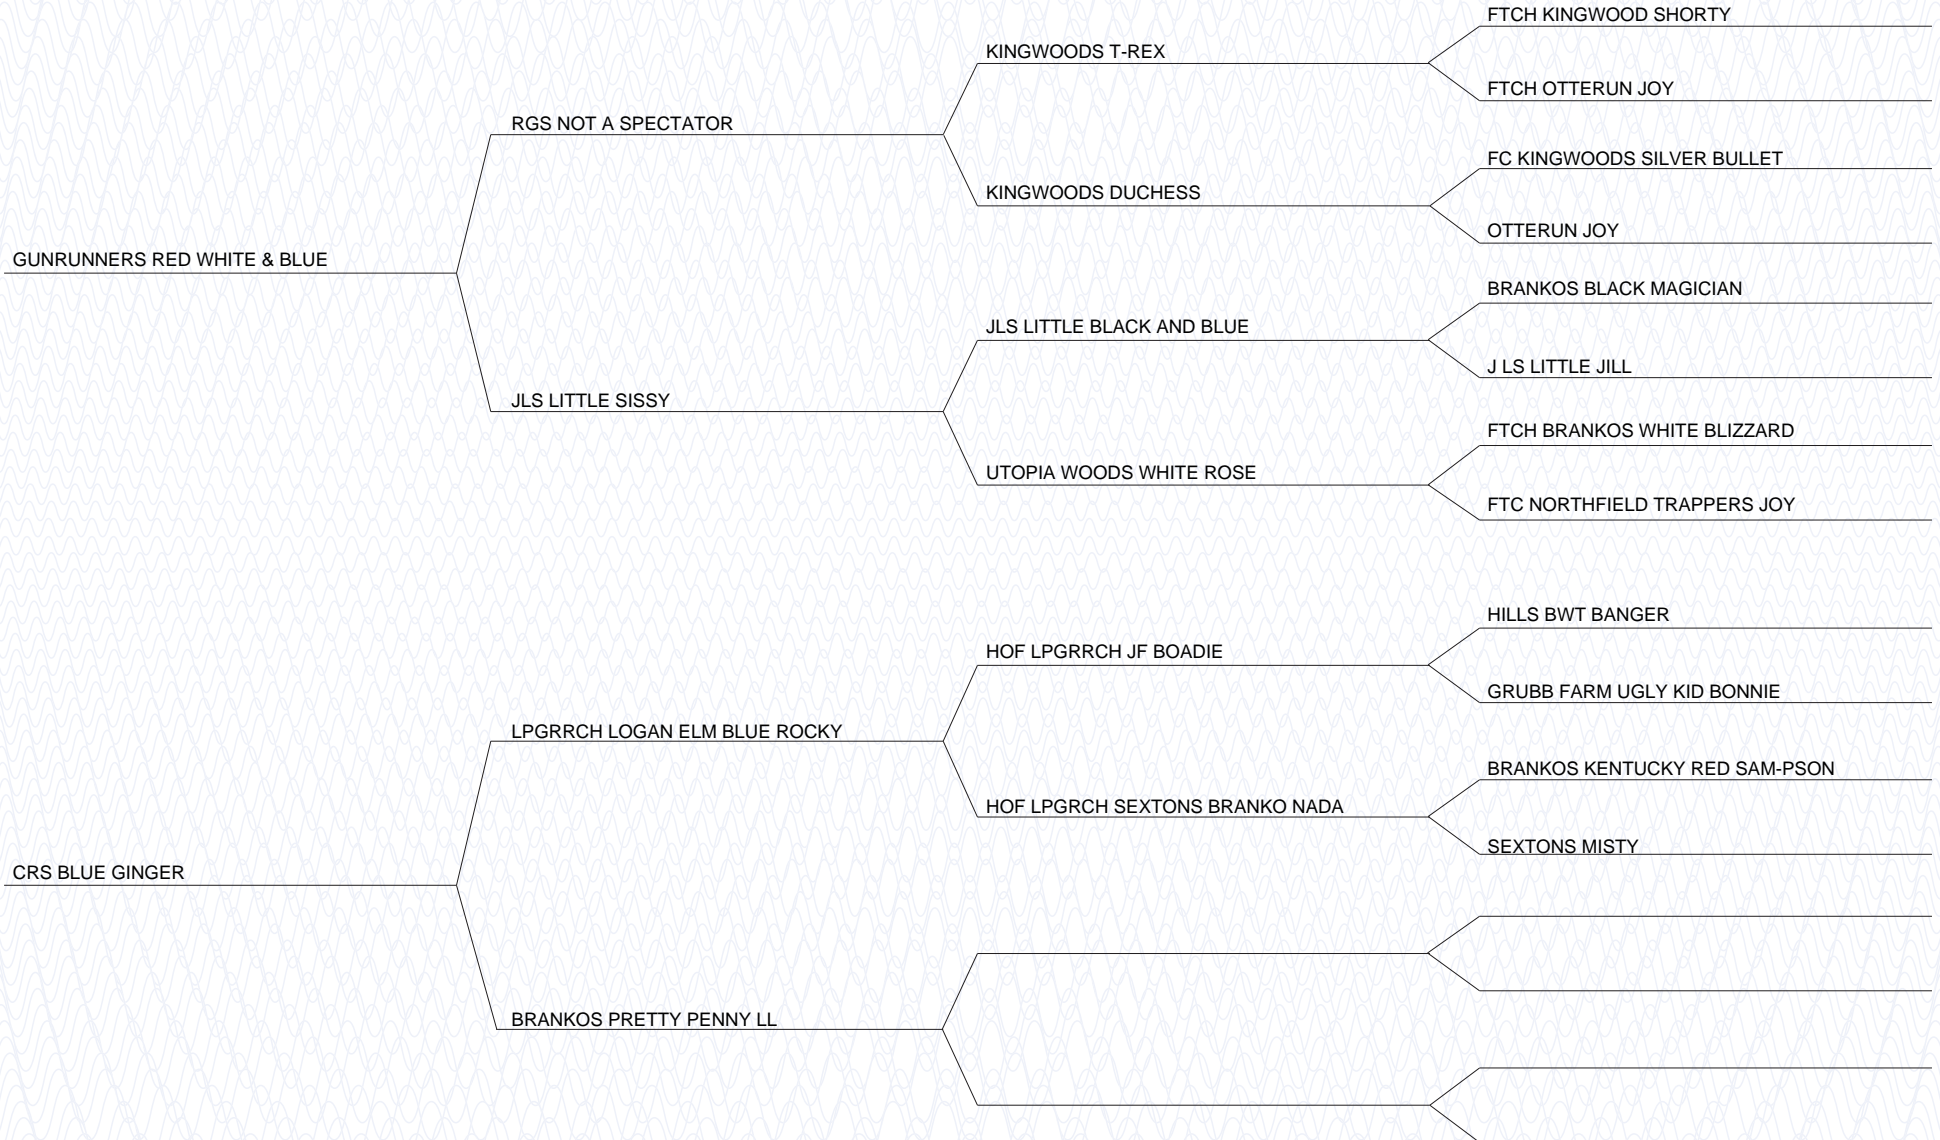 FTCH KINGWOOD SHORTY
KINGWOODS T-REX
FTCH OTTERUN JOY
RGS NOT A SPECTATOR
FC KINGWOODS SILVER BULLET
KINGWOODS DUCHESS
OTTERUN JOY
GUNRUNNERS RED WHITE & BLUE
BRANKOS BLACK MAGICIAN
JLS LITTLE BLACK AND BLUE
J LS LITTLE JILL
JLS LITTLE SISSY
FTCH BRANKOS WHITE BLIZZARD
UTOPIA WOODS WHITE ROSE
FTC NORTHFIELD TRAPPERS JOY
HILLS BWT BANGER
HOF LPGRRCH JF BOADIE
GRUBB FARM UGLY KID BONNIE
LPGRRCH LOGAN ELM BLUE ROCKY
BRANKOS KENTUCKY RED SAM-PSON
HOF LPGRCH SEXTONS BRANKO NADA
SEXTONS MISTY
CRS BLUE GINGER
BRANKOS PRETTY PENNY LL